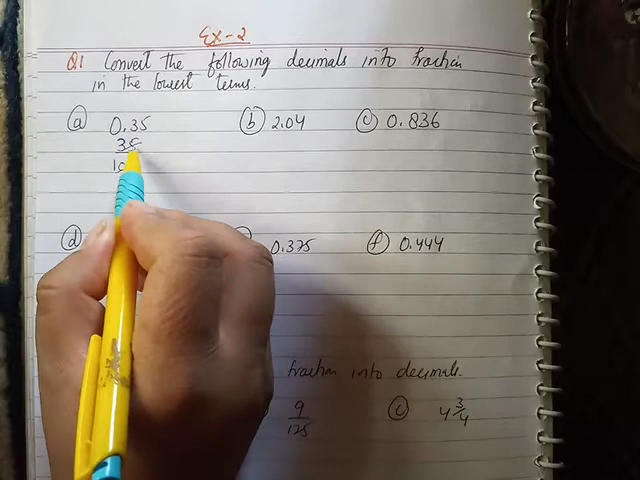 Ex-2
Q1 Convert the following decimals into fraction
in the lowest terms.
(a) 0.35 (b) 2.04 (c) 0.836
35
10
(d) 0.375 (f) 0.444
fraction into decimals.
9/125 (c) 4 3/4